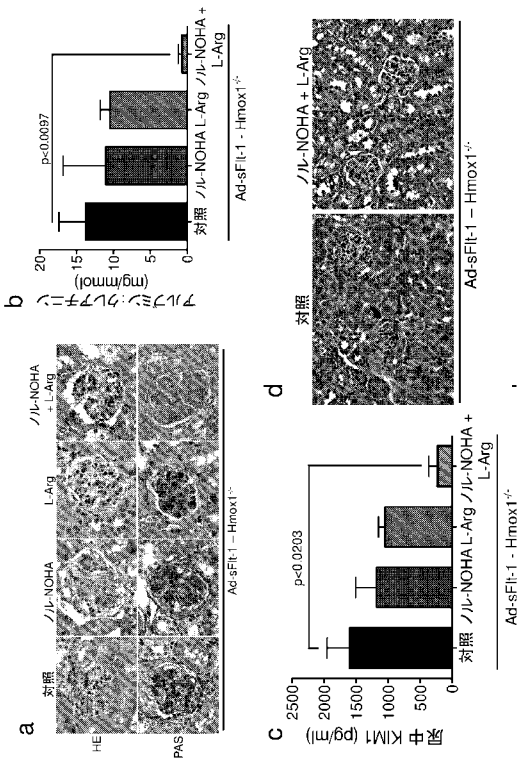 a
対照
ノル-NOHA
L-Arg
ノル-NOHA
+ L-Arg
HE
PAS
Ad-sFlt-1 – Hmox1-/-
b
アルブミン:クレアチニン
(mg/mmol)
20
15
10
5
0
p<0.0097
対照 ノル-NOHA L-Arg ノル-NOHA +
L-Arg
Ad-sFlt-1 - Hmox1-/-
c
尿中 KIM1
(pg/ml)
2500
2000
1500
1000
500
0
p<0.0203
対照 ノル-NOHA L-Arg ノル-NOHA +
L-Arg
Ad-sFlt-1 - Hmox1-/-
d
対照
ノル-NOHA + L-Arg
Ad-sFlt-1 – Hmox1-/-